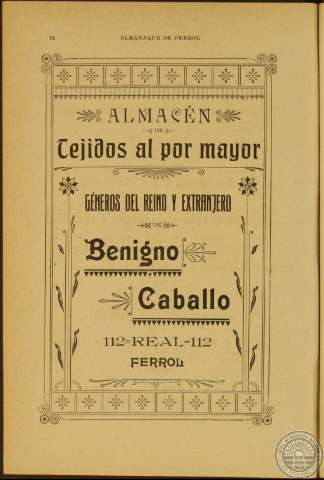 ALMANAQUE DE FERROL
ALMACÉN
DE
Tejidos al por mayor
GÉNEROS DEL REINO Y EXTRANJERO
DE
Benigno
Caballo
112=REAL=112
FERROL